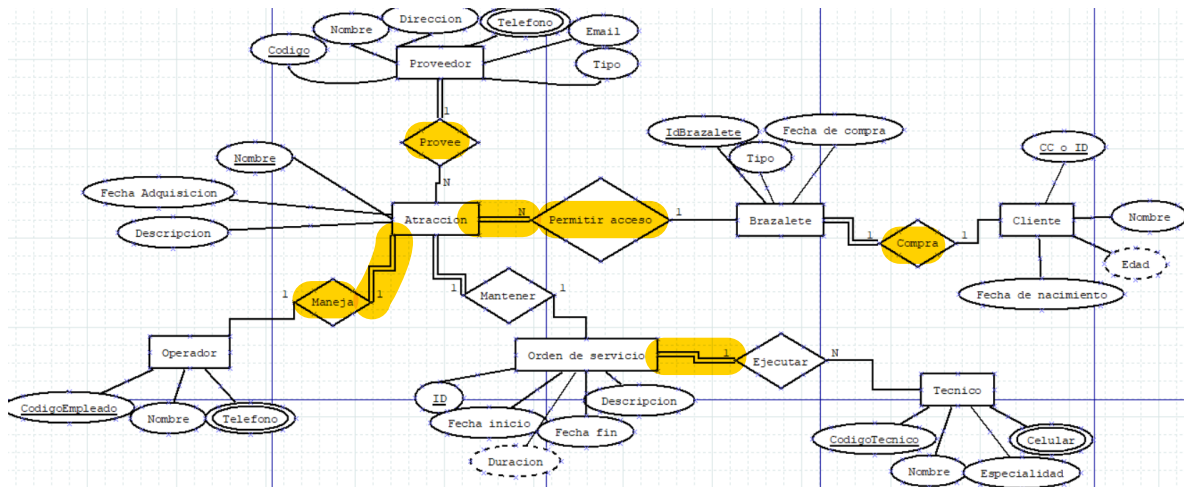 Direccion
Telefono
Nombre
Email
Codigo
Proveedor
Tipo
1
Provee
N
Nombre
Fecha Adquisicion
Descripcion
Atraccion
N
Permitir acceso
1
IdBrazalete
Tipo
Fecha de compra
Brazalete
1
Compra
1
CC o ID
Cliente
Nombre
Edad
Fecha de nacimiento
1
Maneja
1
1
Mantener
1
Operador
CodigoEmpleado
Nombre
Telefono
Orden de servicio
1
Ejecutar
N
ID
Fecha inicio
Duracion
Fecha fin
Descripcion
Tecnico
CodigoTecnico
Nombre
Especialidad
Celular